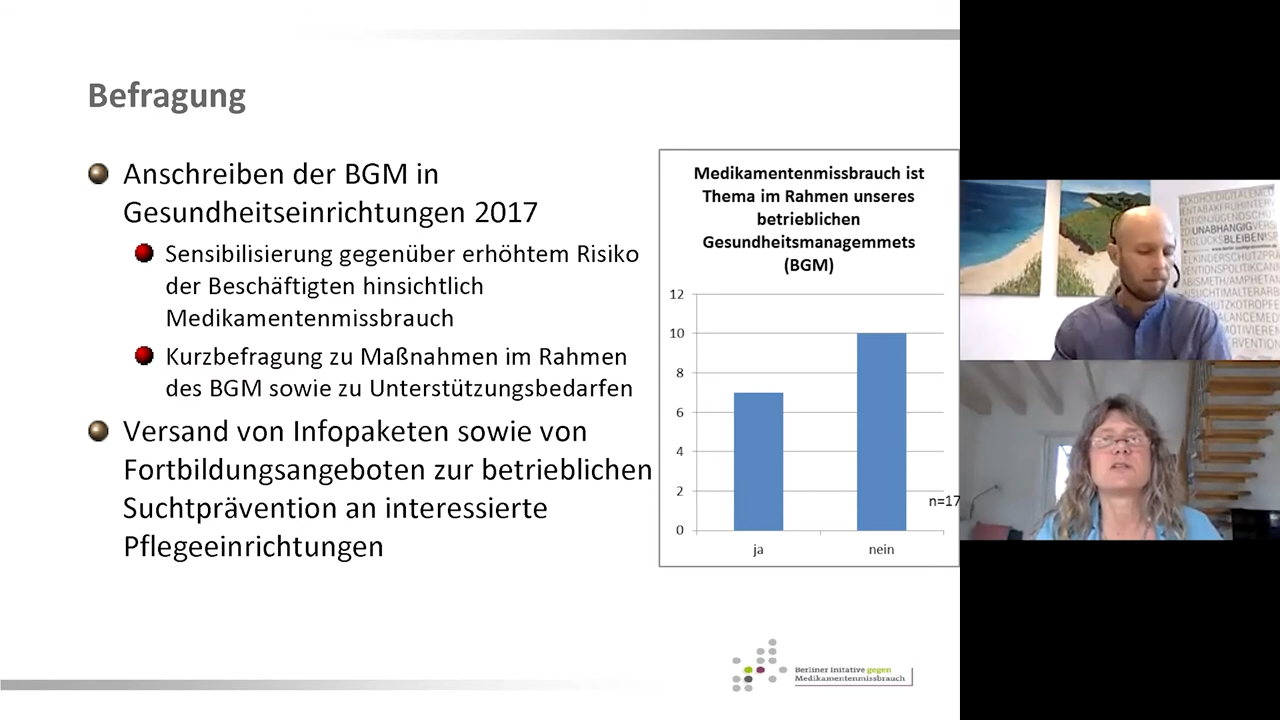 Befragung
Anschreiben der BGM in
Gesundheitseinrichtungen 2017
Sensibilisierung gegenüber erhöhtem Risiko
der Beschäftigten hinsichtlich
Medikamentenmissbrauch
Kurzbefragung zu Maßnahmen im Rahmen
des BGM sowie zu Unterstützungsbedarfen
Versand von Infopaketen sowie von
Fortbildungsangeboten zur betrieblichen
Suchtprävention an interessierte
Pflegeeinrichtungen
Medikamentenmissbrauch ist
Thema im Rahmen unseres
betrieblichen
Gesundheitsmanagemmets
(BGM)
12
10
8
6
4
2
0
n=17
ja
nein
Berliner Initative gegen
Medikamentenmissbrauch
UNABHÄNGIG
BLEIBEN!